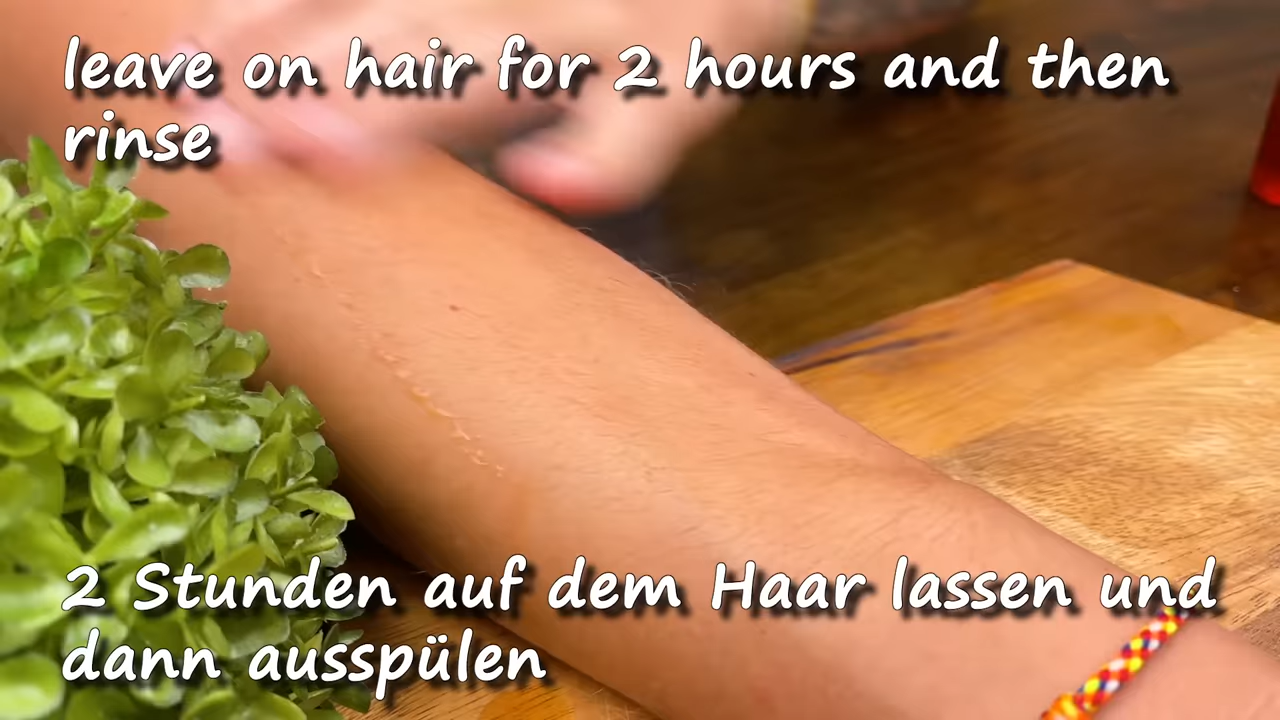 leave on hair for 2 hours and then
rinse
2 Stunden auf dem Haar lassen und
dann ausspülen